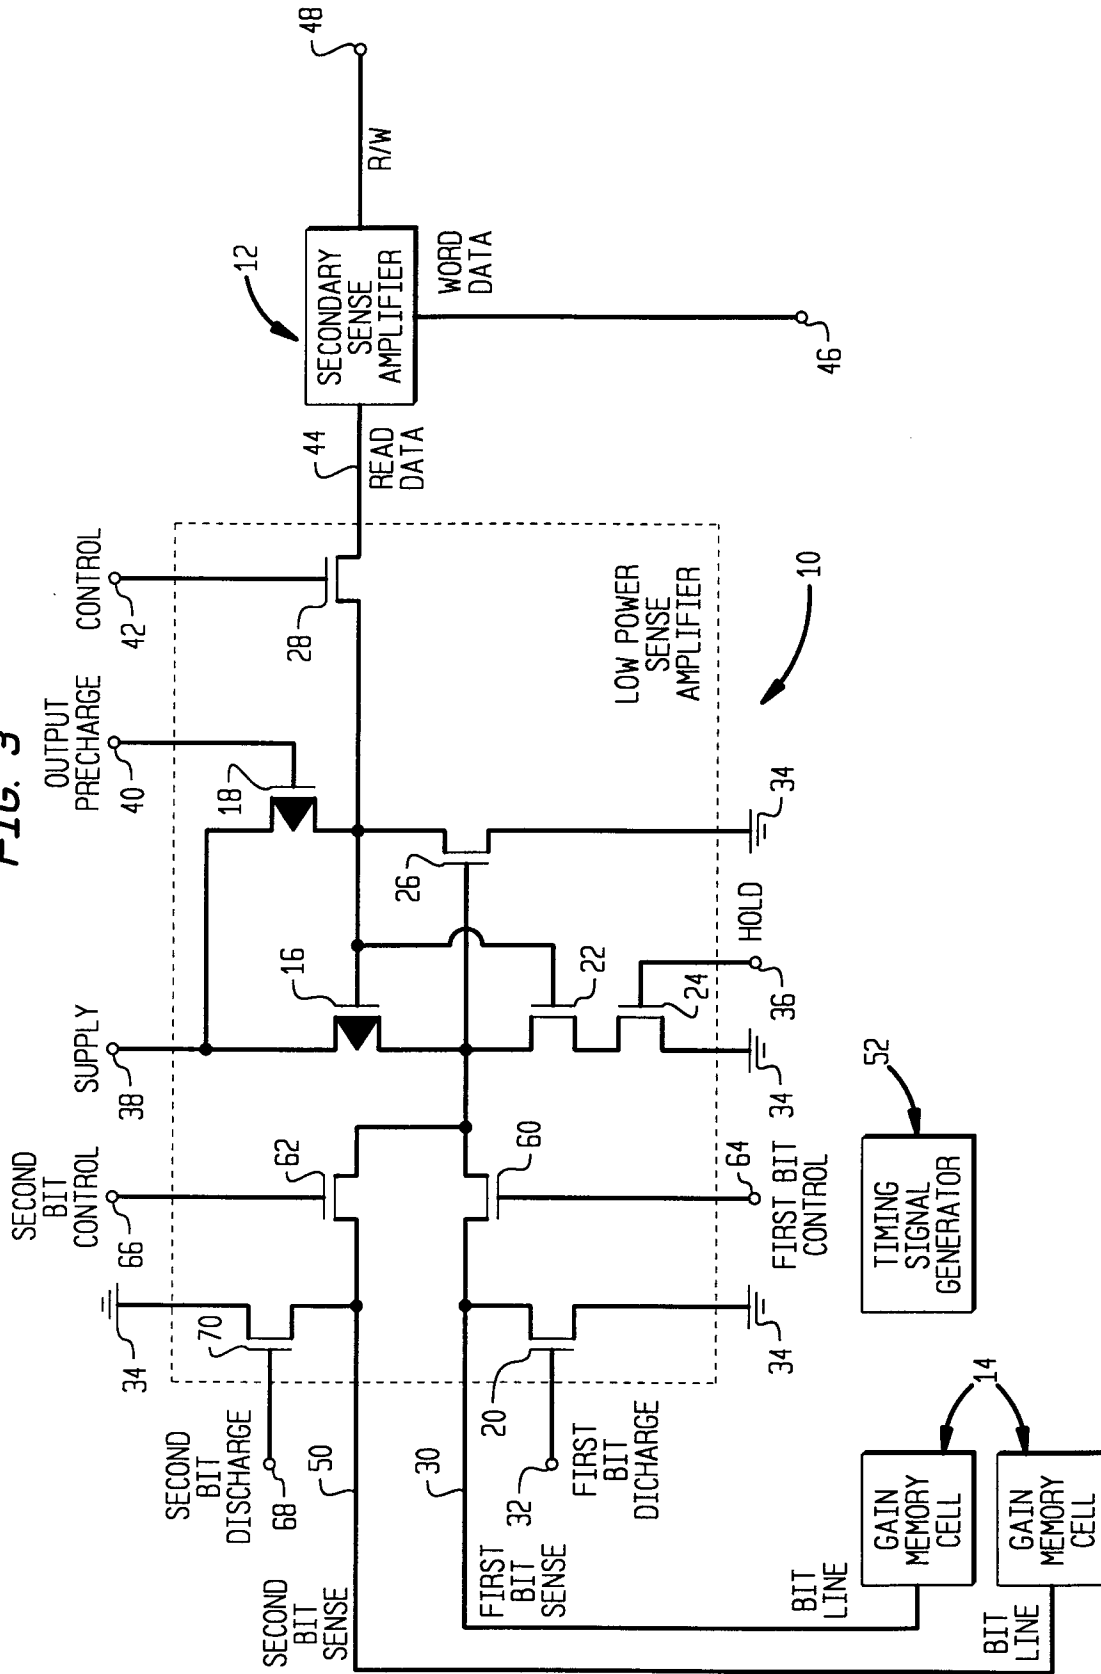 FIG. 3
SECOND
BIT
CONTROL
66
SUPPLY
38
OUTPUT
PRECHARGE
40
CONTROL
42
34
70
62
16
18
28
SECOND
BIT
DISCHARGE
68
50
30
SECOND
BIT
SENSE
FIRST
BIT
SENSE
32
FIRST
BIT
DICHARGE
20
34
60
64
FIRST BIT
CONTROL
22
24
34
36
HOLD
26
34
LOW POWER
SENSE
AMPLIFIER
10
44
READ
DATA
12
SECONDARY
SENSE
AMPLIFIER
WORD
DATA
46
R/W
48
BIT
LINE
GAIN
MEMORY
CELL
14
BIT
LINE
GAIN
MEMORY
CELL
TIMING
SIGNAL
GENERATOR
52